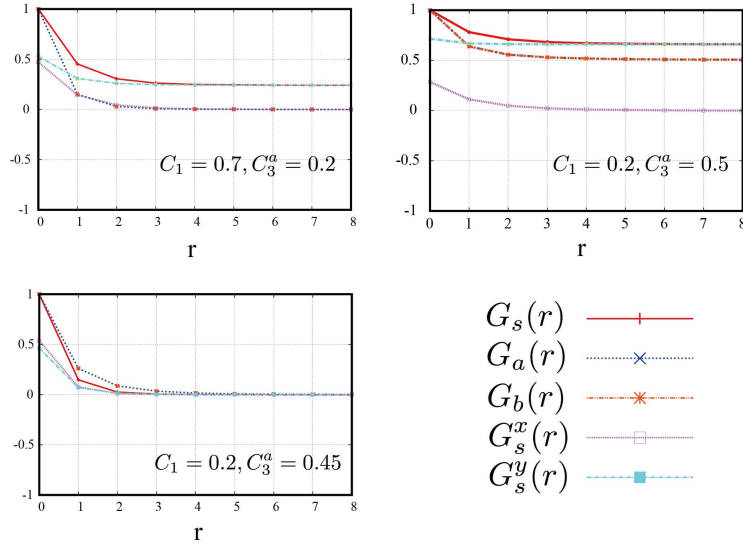 1
0.5
0
-0.5
-1
0 1 2 3 4 5 6 7 8
r
C₁ = 0.7, C₃ᵃ = 0.2
1
0.5
0
-0.5
-1
0 1 2 3 4 5 6 7 8
r
C₁ = 0.2, C₃ᵃ = 0.5
1
0.5
0
-0.5
-1
0 1 2 3 4 5 6 7 8
r
C₁ = 0.2, C₃ᵃ = 0.45
Gₛ(r)
Gₐ(r)
G_b(r)
Gₛˣ(r)
Gₛʸ(r)